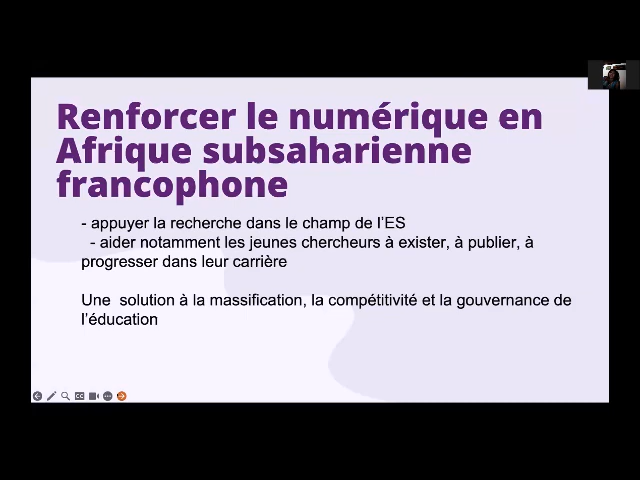 Renforcer le numérique en
Afrique subsaharienne
francophone
- appuyer la recherche dans le champ de l'ES
- aider notamment les jeunes chercheurs à exister, à publier, à
progresser dans leur carrière
Une solution à la massification, la compétitivité et la gouvernance de
l'éducation